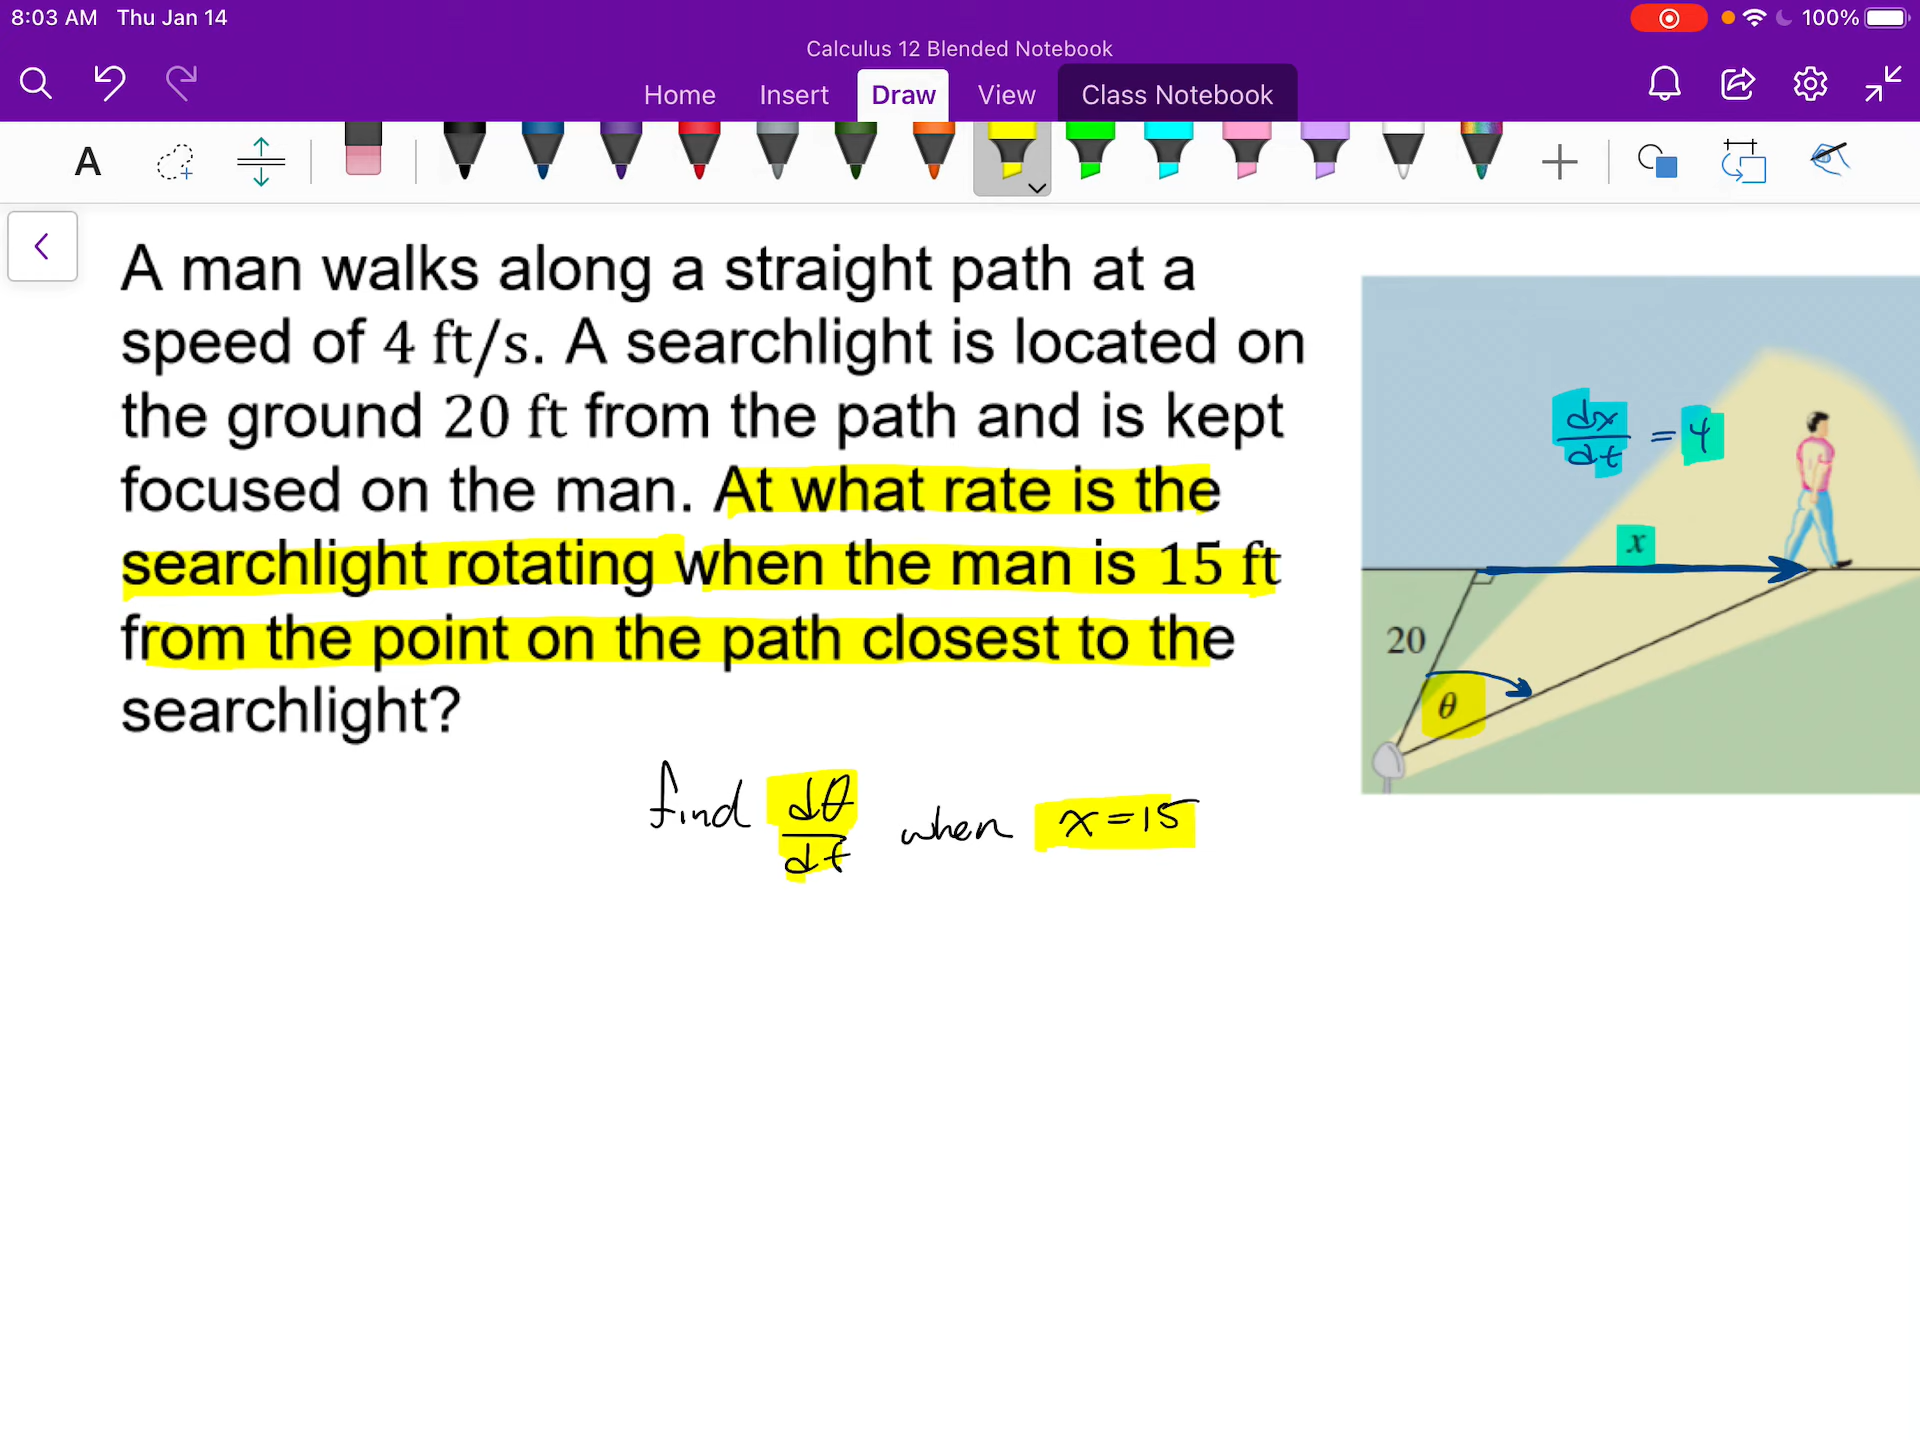 8:03 AM Thu Jan 14
100%
Calculus 12 Blended Notebook
Home Insert Draw View Class Notebook
A
A man walks along a straight path at a
speed of 4 ft/s. A searchlight is located on
the ground 20 ft from the path and is kept
focused on the man. At what rate is the
searchlight rotating when the man is 15 ft
from the point on the path closest to the
searchlight?
dx/dt = 4
x
20
θ
find dθ/dt when x=15